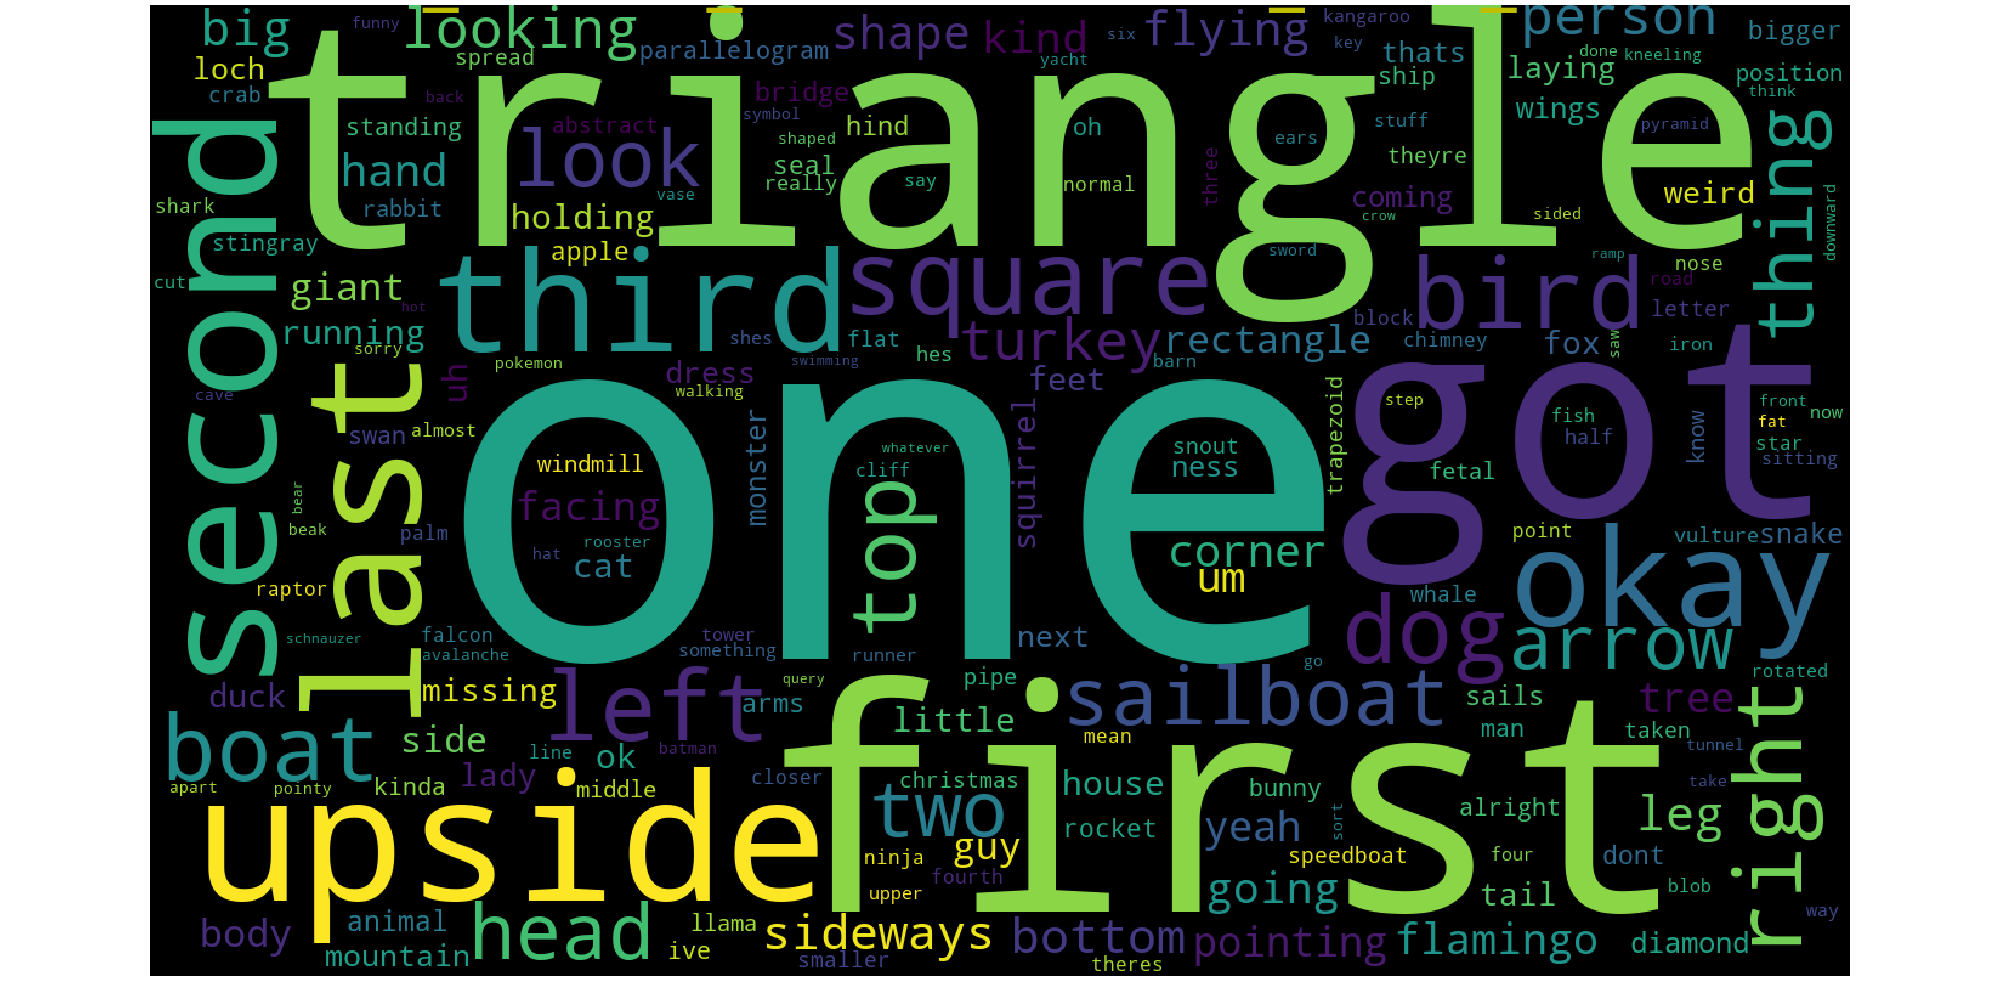 funny
looking
big
spread
parallelogram
shape
kind
six
flying
kangaroo
person
bigger
key
thats
done
kneeling
yacht
loch
crab
back
triangle
bridge
ship
laying
position
think
wings
symbol
standing
abstract
shaped
hind
oh
stuff
pyramid
ears
theyre
hand
look
seal
really
say
normal
three
coming
weird
thing
vase
shark
rabbit
holding
crow
sided
downward
stingray
apple
sword
ramp
nose
second
cut
giant
hot
third
square
bird
road
letter
block
running
shes
flat
turkey
rectangle
chimney
fox
saw
iron
sorry
pokemon
swimming
hes
barn
last
uh
dress
walking
feet
cave
step
front
now
swan
almost
one
got
fish
half
fat
star
know
sitting
windmill
monster
whatever
cliff
squirrel
snout
ness
trapezoid
fetal
bear
beak
palm
facing
rooster
hat
cat
top
corner
um
point
vulture
snake
okay
raptor
whale
schnauzer
falcon
avalanche
tower
something
runner
next
go
dog
arrow
rotated
duck
missing
left
query
arms
pipe
sailboat
sails
tree
right
boat
side
line
ok
batman
little
mean
man
taken
tunnel
apart
pointy
kinda
lady
middle
closer
christmas
house
bunny
take
upside
first
two
rocket
yeah
sort
alright
leg
ninja
guy
speedboat
four
dont
upper
fourth
going
tail
blob
body
animal
head
llama
sideways
bottom
pointing
flamingo
diamond
way
mountain
ive
smaller
theres